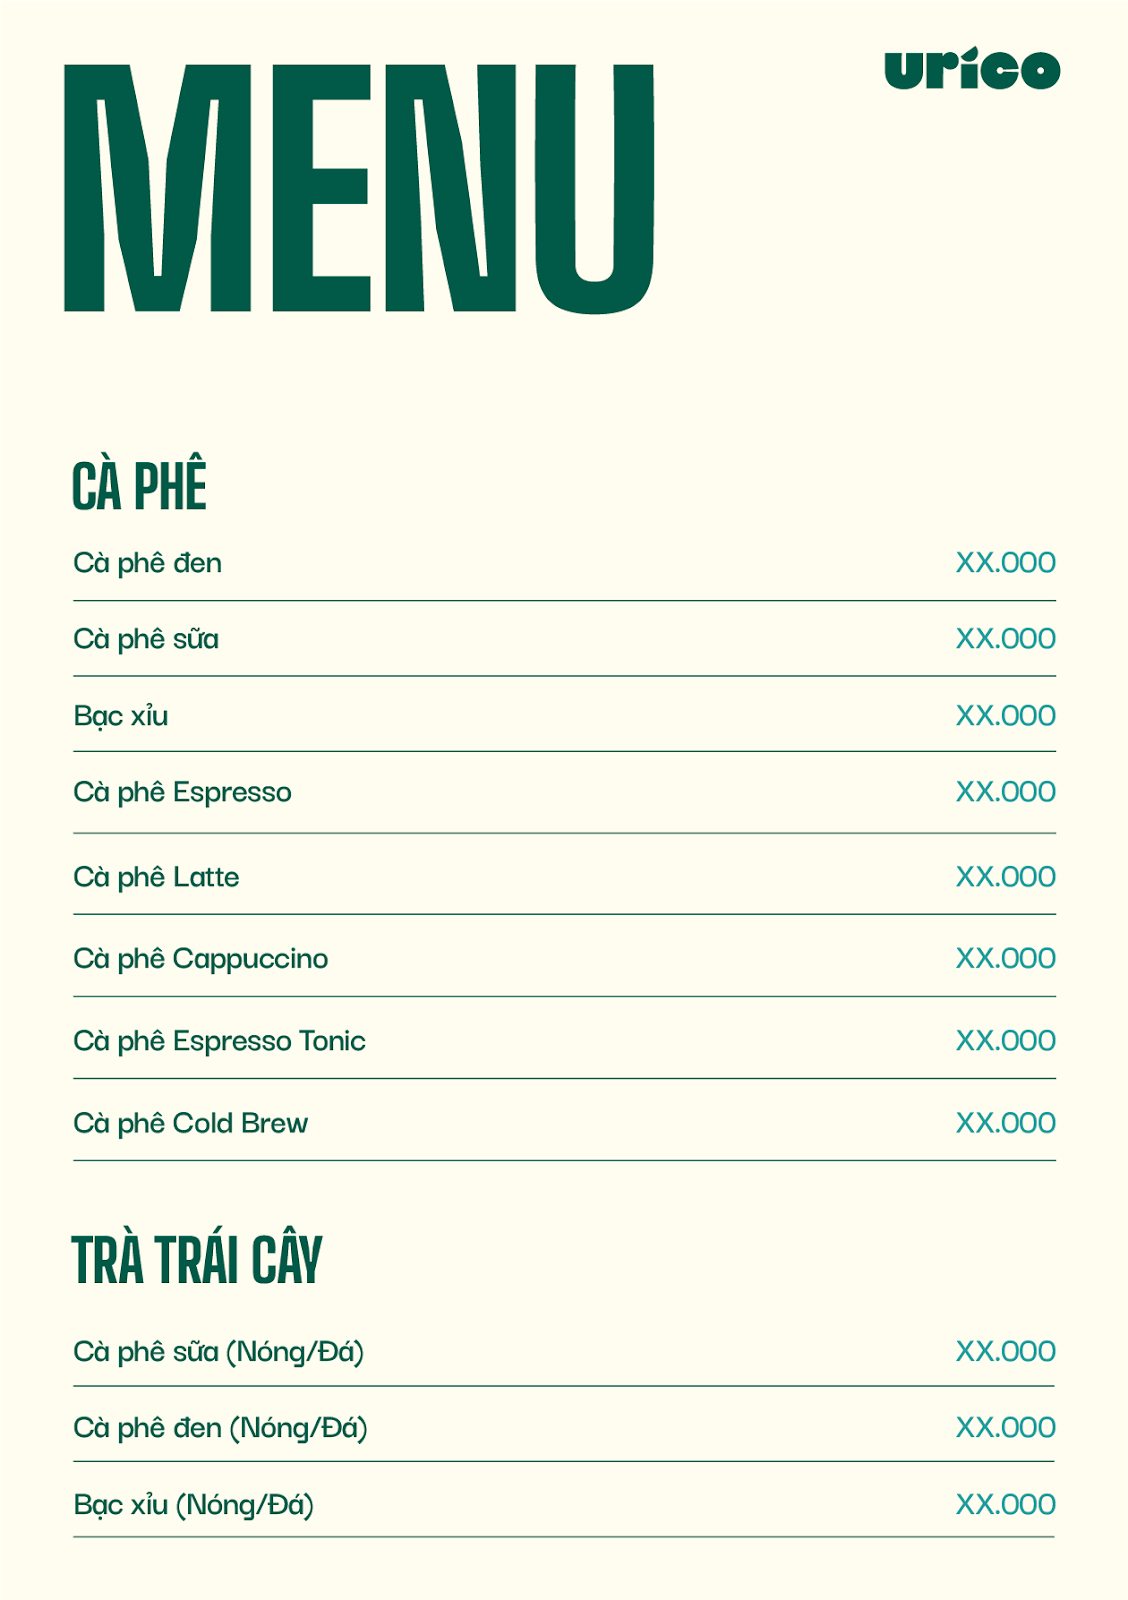 MENU
urico
CÀ PHÊ
Cà phê đen XX.000
Cà phê sữa XX.000
Bạc xỉu XX.000
Cà phê Espresso XX.000
Cà phê Latte XX.000
Cà phê Cappuccino XX.000
Cà phê Espresso Tonic XX.000
Cà phê Cold Brew XX.000
TRÀ TRÁI CÂY
Cà phê sữa (Nóng/Đá) XX.000
Cà phê đen (Nóng/Đá) XX.000
Bạc xỉu (Nóng/Đá) XX.000